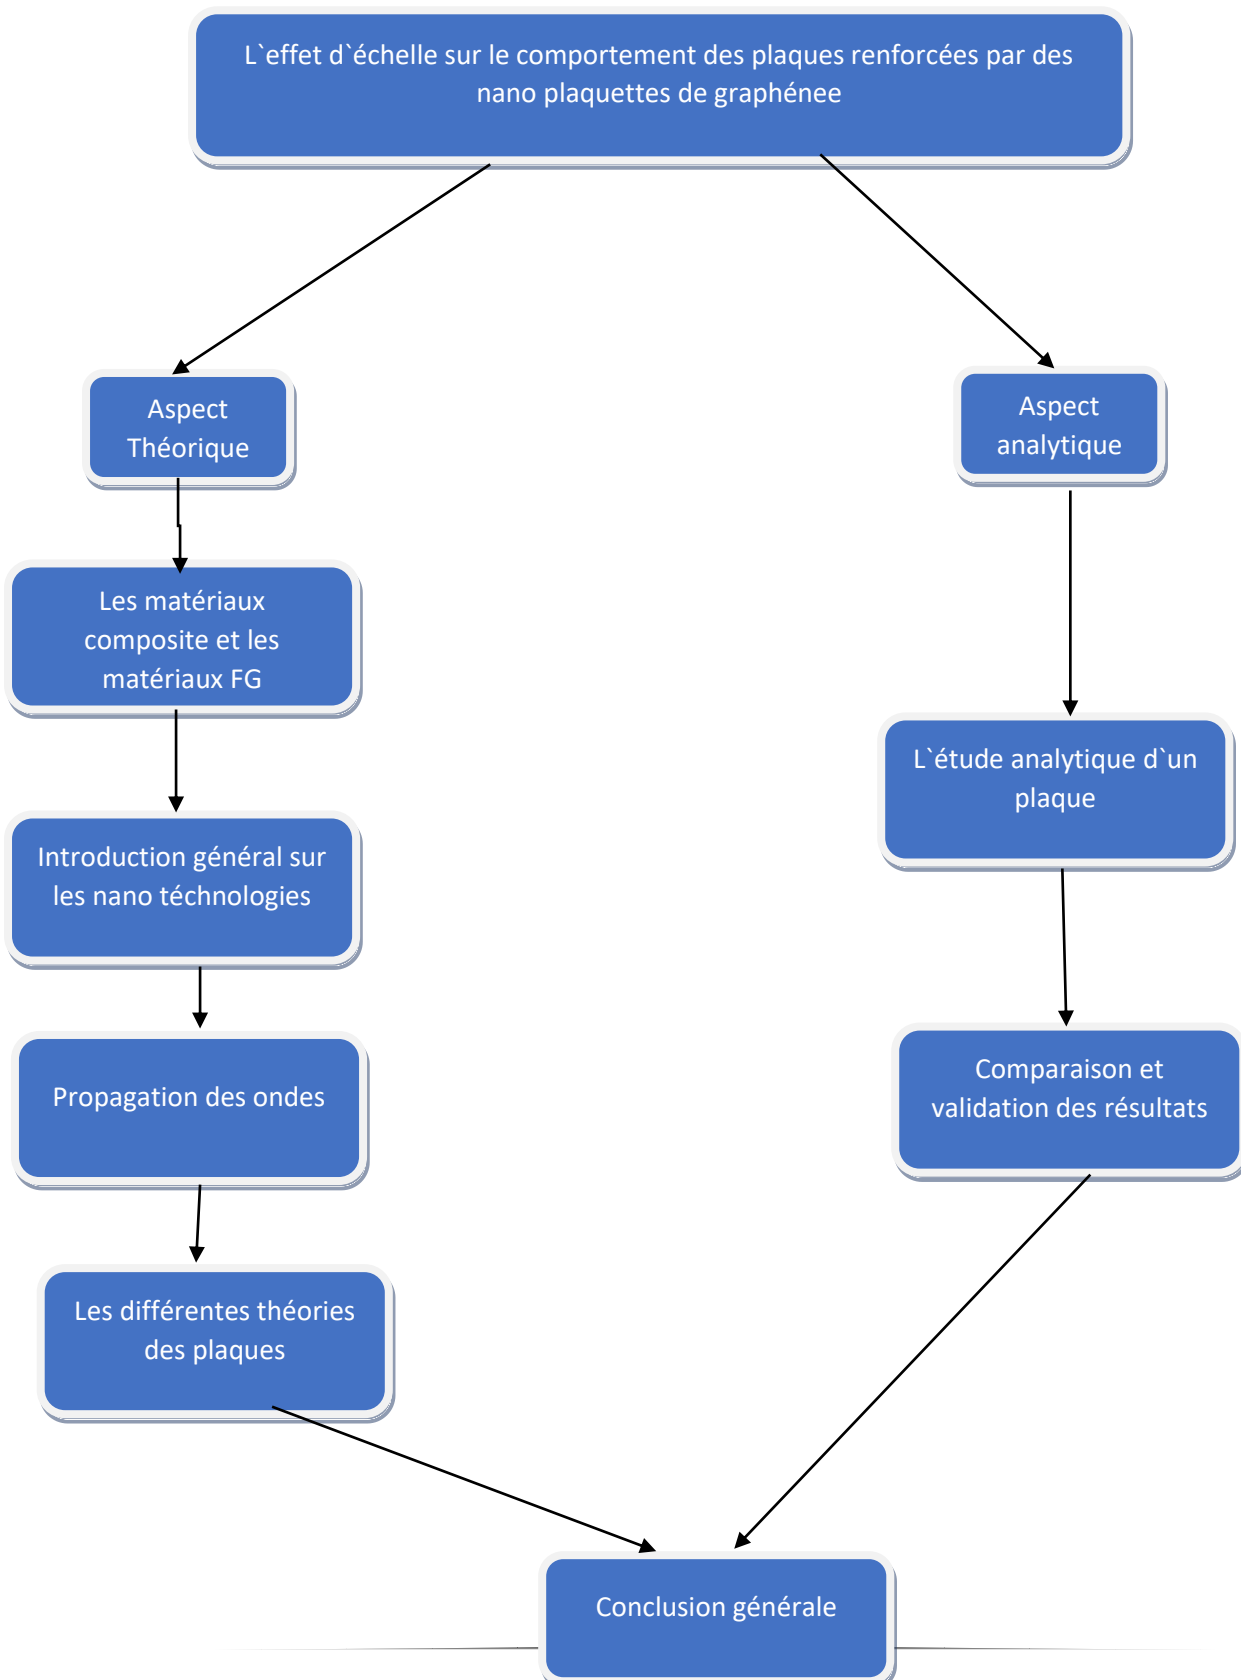 L`effet d`échelle sur le comportement des plaques renforcées par des
nano plaquettes de graphénee
Aspect
Théorique
Aspect
analytique
Les matériaux
composite et les
matériaux FG
L`étude analytique d`un
plaque
Introduction général sur
les nano téchnologies
Propagation des ondes
Comparaison et
validation des résultats
Les différentes théories
des plaques
Conclusion générale